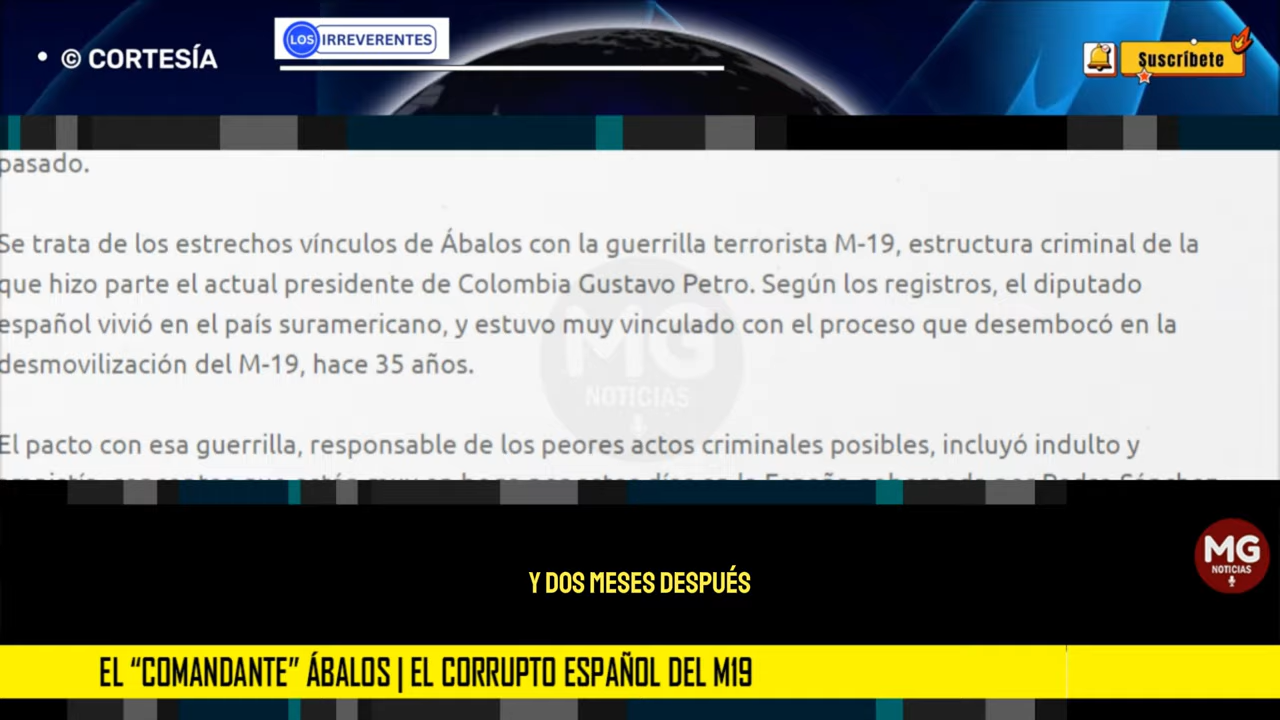 © CORTESÍA
LOS IRREVERENTES
Suscríbete
pasado.
Se trata de los estrechos vínculos de Ábalos con la guerrilla terrorista M-19, estructura criminal de la
que hizo parte el actual presidente de Colombia Gustavo Petro. Según los registros, el diputado
español vivió en el país suramericano, y estuvo muy vinculado con el proceso que desembocó en la
desmovilización del M-19, hace 35 años.
MG
NOTICIAS
El pacto con esa guerrilla, responsable de los peores actos criminales posibles, incluyó indulto y
MG
NOTICIAS
Y DOS MESES DESPUÉS
EL “COMANDANTE” ÁBALOS | EL CORRUPTO ESPAÑOL DEL M19